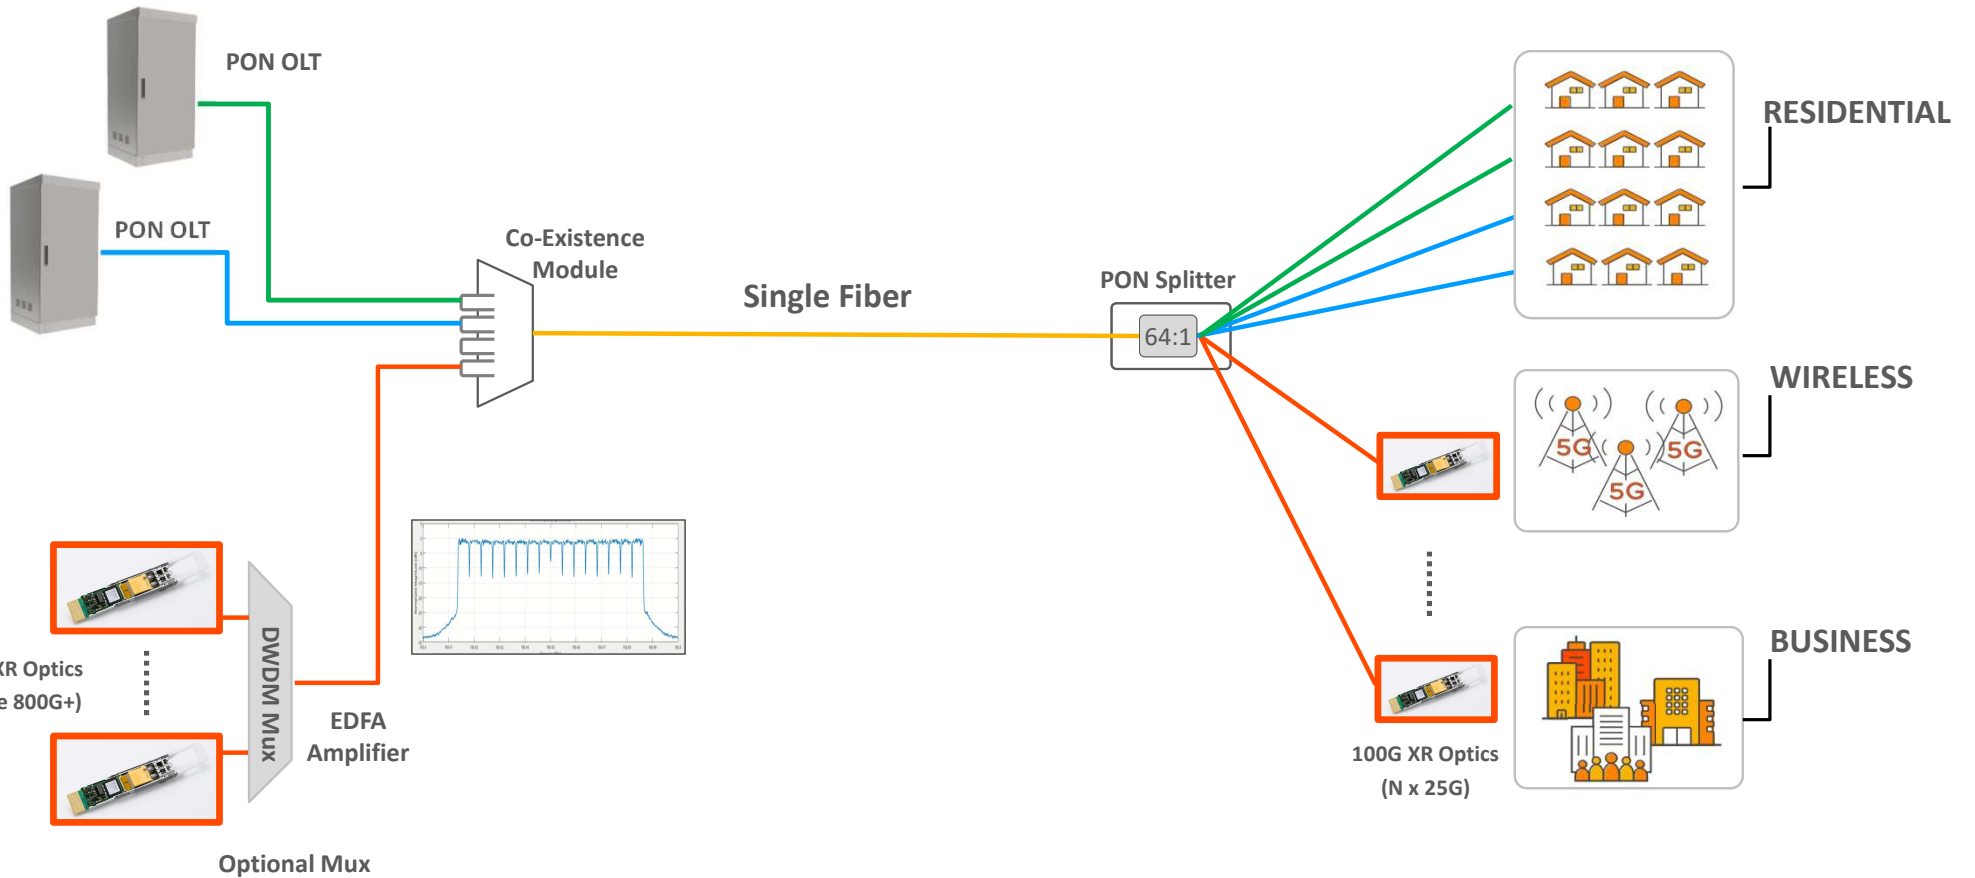 PON OLT
RESIDENTIAL
PON OLT
Co-Existence
Module
Single Fiber
PON Splitter
64:1
WIRELESS
5G
5G
5G
BUSINESS
DWDM Mux
XR Optics
800G+)
EDFA
Amplifier
100G XR Optics
(N x 25G)
Optional Mux